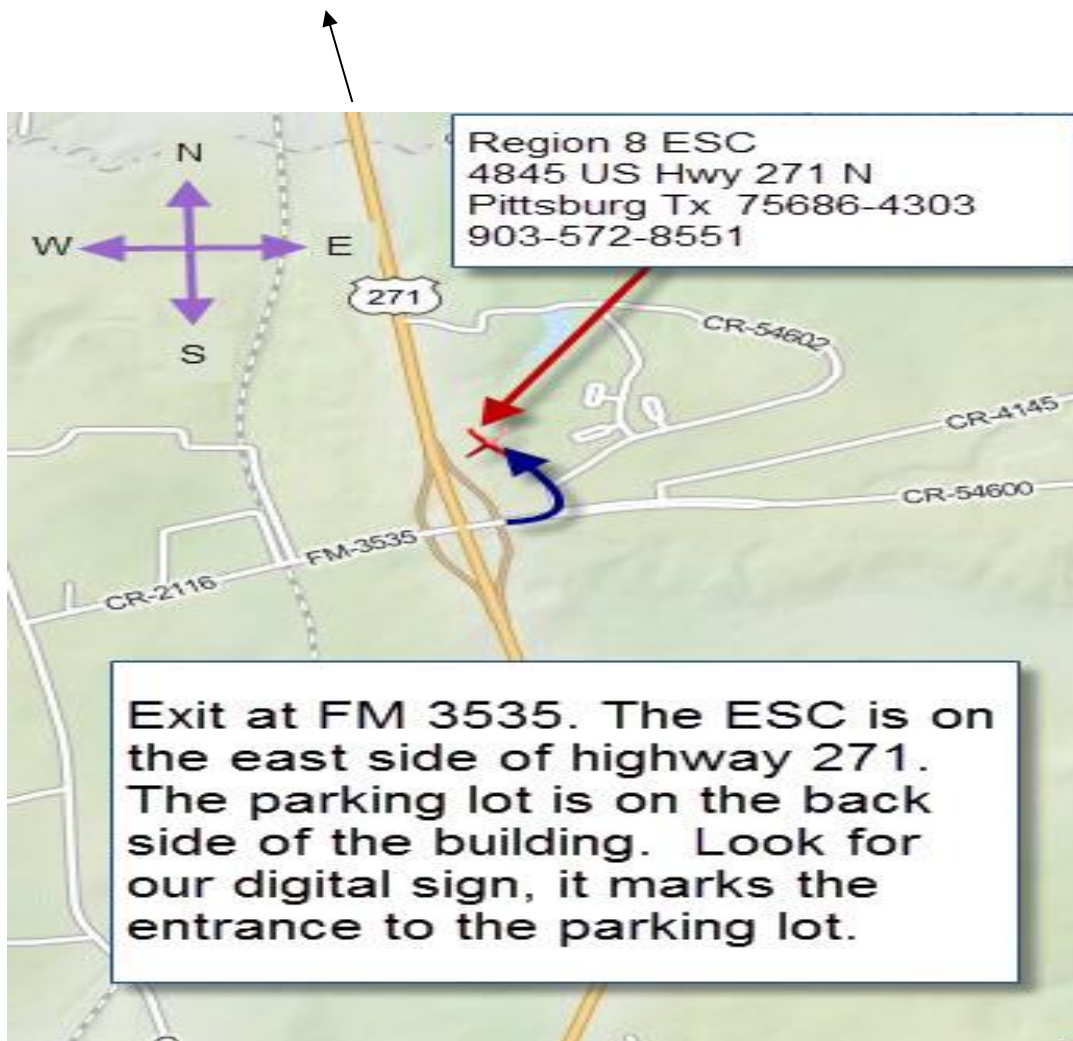 Region 8 ESC
4845 US Hwy 271 N
Pittsburg Tx 75686-4303
903-572-8551
N
W
E
S
271
CR-54602
CR-4145
CR-54600
FM-3535
CR-2116
Exit at FM 3535. The ESC is on
the east side of highway 271.
The parking lot is on the back
side of the building. Look for
our digital sign, it marks the
entrance to the parking lot.